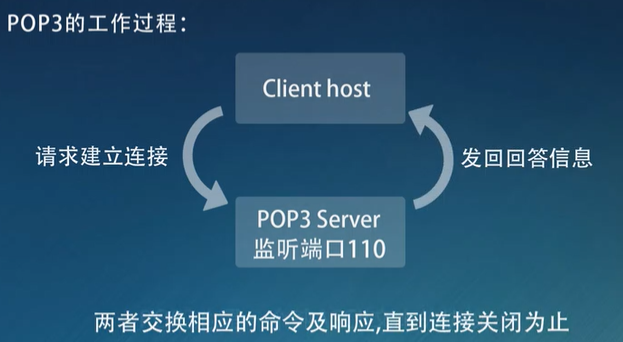 POP3的工作过程:
Client host
请求建立连接
发回回答信息
POP3 Server
监听端口110
两者交换相应的命令及响应,直到连接关闭为止